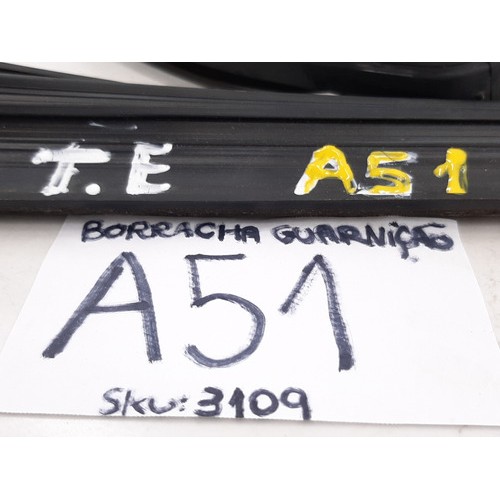 T.E A51
BORRACHA GUARNIÇÃO
A51
SKU: 3109